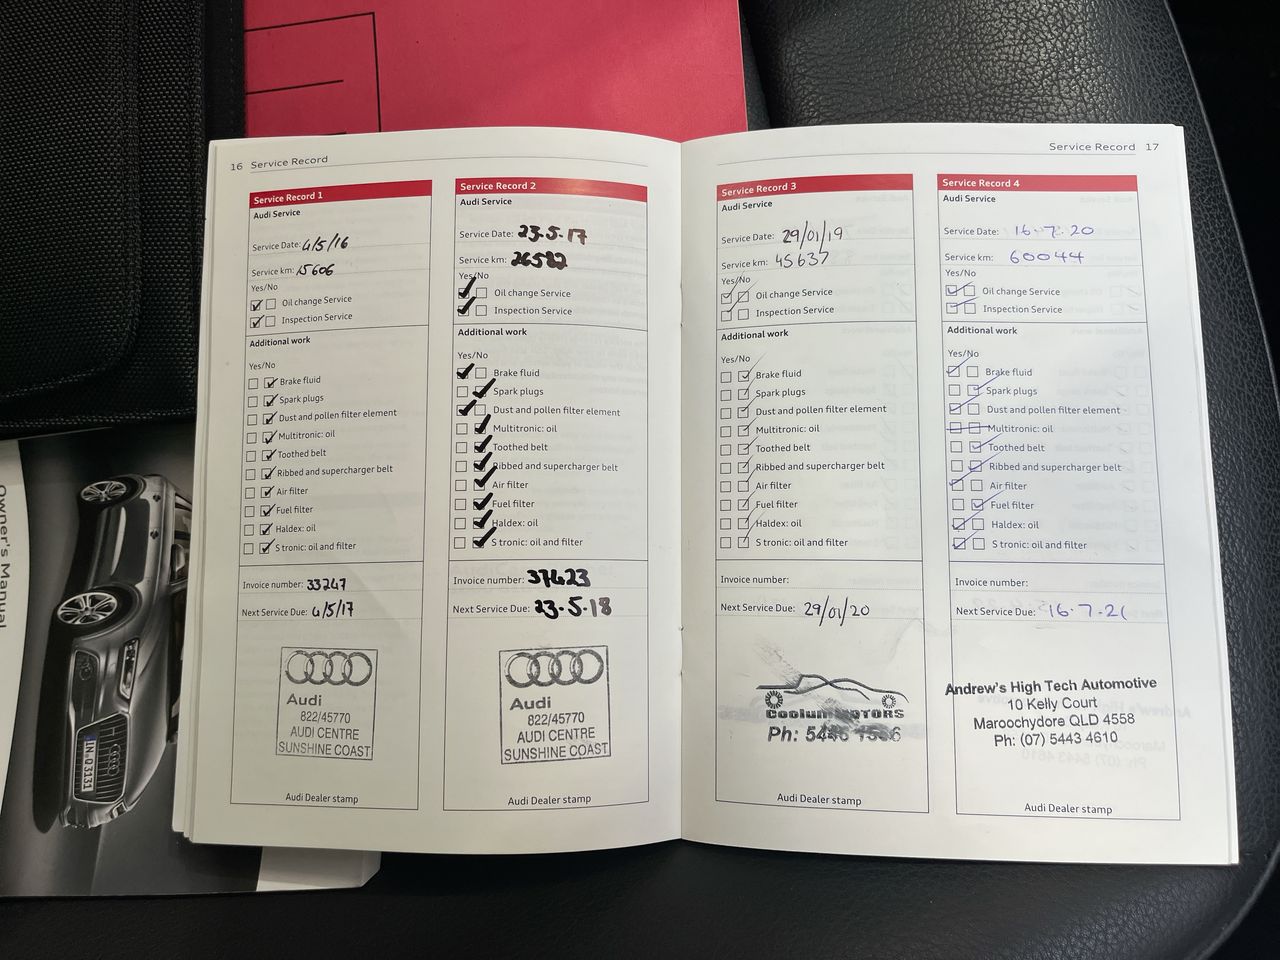 16 Service Record
Service Record 1
Audi Service
Service Date: 4/5/16
Service km: 15606
Yes/No
Oil change Service
Inspection Service
Additional work
Yes/No
Brake fluid
Spark plugs
Dust and pollen filter element
Multitronic: oil
Toothed belt
Ribbed and supercharger belt
Air filter
Fuel filter
Haldex: oil
S tronic: oil and filter
Invoice number: 33247
Next Service Due: 4/5/17
Audi
822/45770
AUDI CENTRE
SUNSHINE COAST
Audi Dealer stamp
Service Record 2
Audi Service
Service Date: 23.5.17
Service km: 26582
Yes/No
Oil change Service
Inspection Service
Additional work
Yes/No
Brake fluid
Spark plugs
Dust and pollen filter element
Multitronic: oil
Toothed belt
Ribbed and supercharger belt
Air filter
Fuel filter
Haldex: oil
S tronic: oil and filter
Invoice number: 37423
Next Service Due: 23.5.18
Audi
822/45770
AUDI CENTRE
SUNSHINE COAST
Audi Dealer stamp
Service Record 17
Service Record 3
Audi Service
Service Date: 29/01/19
Service km: 45637
Yes/No
Oil change Service
Inspection Service
Additional work
Yes/No
Brake fluid
Spark plugs
Dust and pollen filter element
Multitronic: oil
Toothed belt
Ribbed and supercharger belt
Air filter
Fuel filter
Haldex: oil
S tronic: oil and filter
Invoice number:
Next Service Due: 29/01/20
Coolum MOTORS
Ph:
Audi Dealer stamp
Service Record 4
Audi Service
Service Date: 16.7.20
Service km: 60044
Yes/No
Oil change Service
Inspection Service
Additional work
Yes/No
Brake fluid
Spark plugs
Dust and pollen filter element
Multitronic: oil
Toothed belt
Ribbed and supercharger belt
Air filter
Fuel filter
Haldex: oil
S tronic: oil and filter
Invoice number:
Next Service Due: 16.7.21
Andrew's High Tech Automotive
10 Kelly Court
Maroochydore QLD 4558
Ph: (07) 5443 4610
Audi Dealer stamp
Owner's Manual
IN Q3131